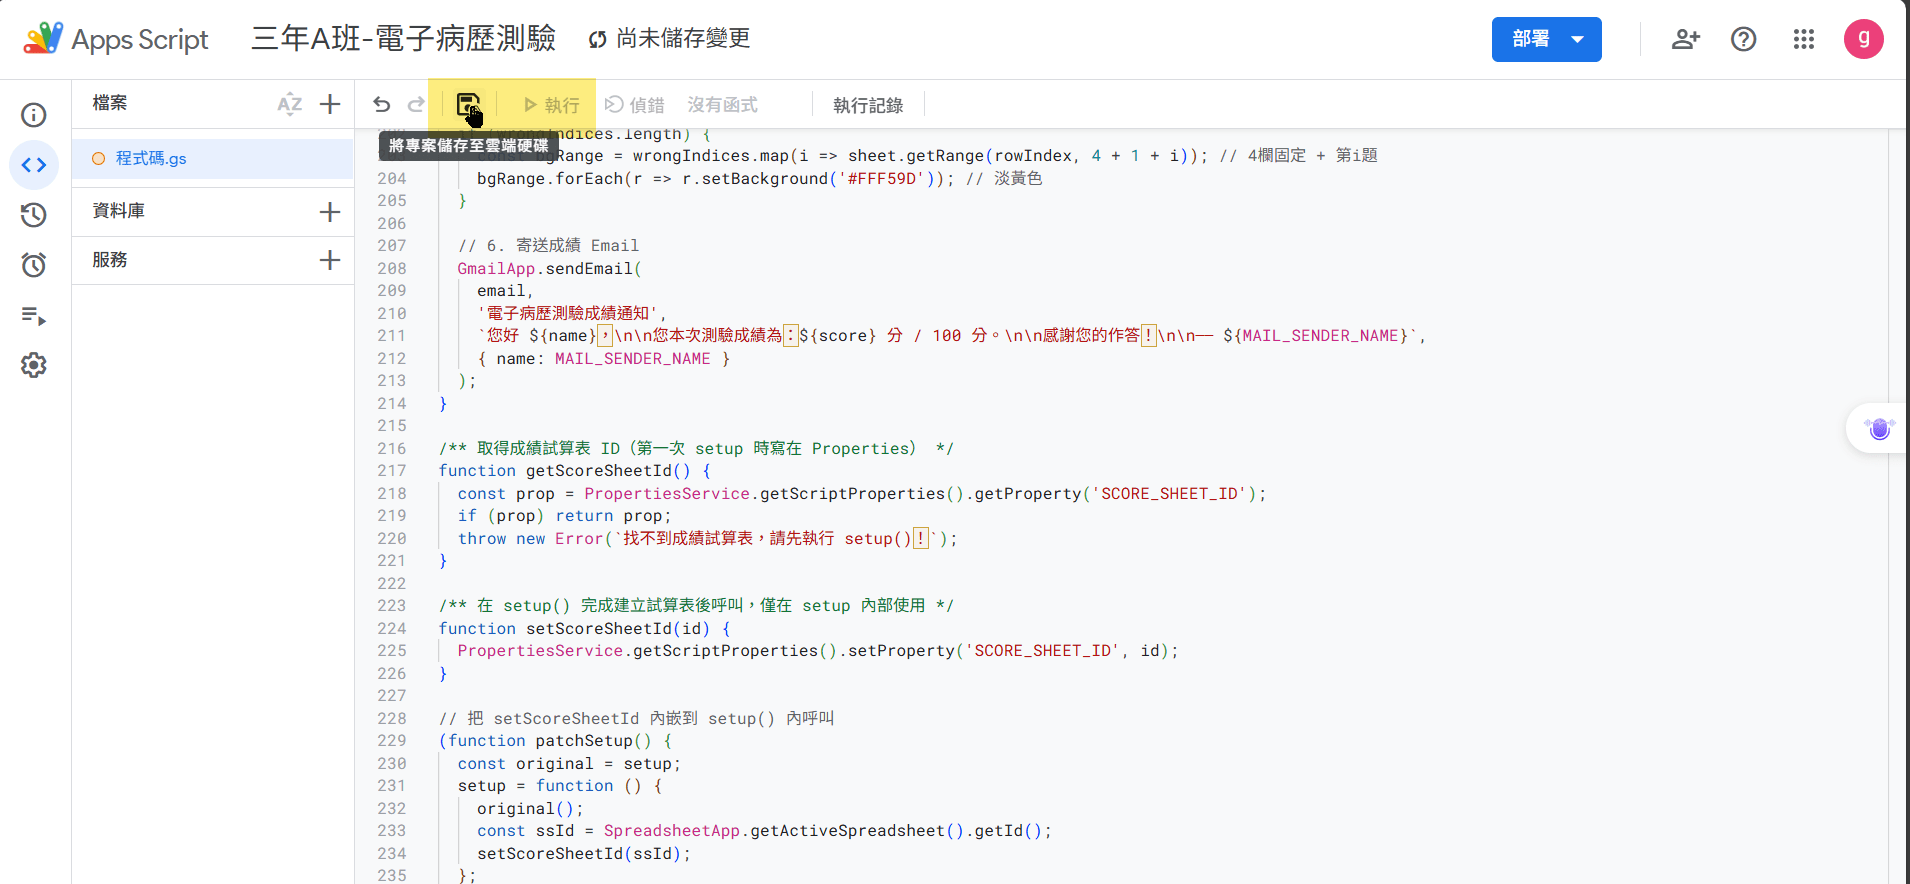 Apps Script
三年A班-電子病歷測驗
尚未儲存變更
部署
g
檔案
AZ
執行
偵錯
沒有函式
執行記錄
將專案儲存至雲端硬碟
程式碼.gs
資料庫
服務
(wrongIndices.length) {
const bgRange = wrongIndices.map(i => sheet.getRange(rowIndex, 4 + 1 + i)); // 4欄固定 + 第i題
204 bgRange.forEach(r => r.setBackground('#FFF59D')); // 淡黃色
205 }
206
207 // 6. 寄送成績 Email
208 GmailApp.sendEmail(
209 email,
210 '電子病歷測驗成績通知',
211 `您好 ${name}，\n\n您本次測驗成績為：${score} 分 / 100 分。\n\n感謝您的作答！\n\n—— ${MAIL_SENDER_NAME}`,
212 { name: MAIL_SENDER_NAME }
213 );
214 }
215
216 /** 取得成績試算表 ID（第一次 setup 時寫在 Properties） */
217 function getScoreSheetId() {
218 const prop = PropertiesService.getScriptProperties().getProperty('SCORE_SHEET_ID');
219 if (prop) return prop;
220 throw new Error(`找不到成績試算表，請先執行 setup()！`);
221 }
222
223 /** 在 setup() 完成建立試算表後呼叫，僅在 setup 內部使用 */
224 function setScoreSheetId(id) {
225 PropertiesService.getScriptProperties().setProperty('SCORE_SHEET_ID', id);
226 }
227
228 // 把 setScoreSheetId 內嵌到 setup() 內呼叫
229 (function patchSetup() {
230 const original = setup;
231 setup = function () {
232 original();
233 const ssId = SpreadsheetApp.getActiveSpreadsheet().getId();
234 setScoreSheetId(ssId);
235 };